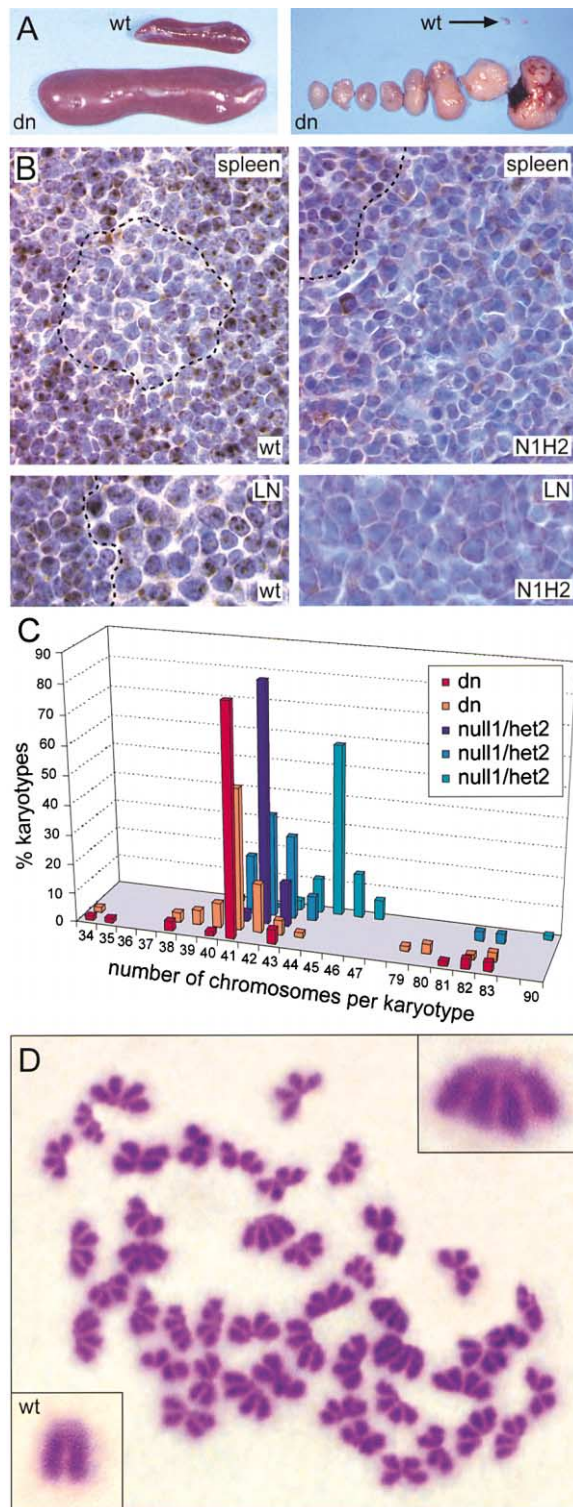 A
wt
wt
dn
dn
B
spleen
spleen
wt
N1H2
LN
LN
wt
N1H2
C
dn
dn
null1/het2
null1/het2
null1/het2
% karyotypes
90
80
70
60
50
40
30
20
10
0
34 35 36 37 38 39 40 41 42 43 44 45 46 47 79 80 81 82 83 90
number of chromosomes per karyotype
D
wt